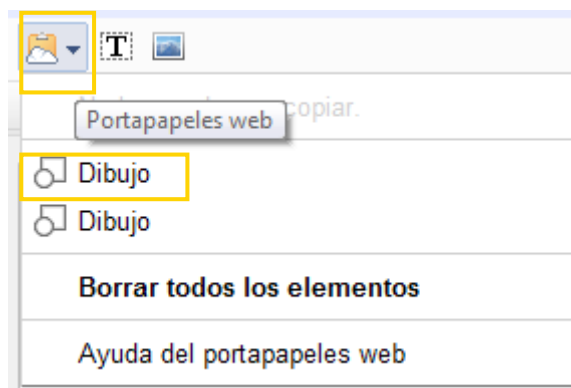 T
copiar.
Portapapeles web
Dibujo
Dibujo
Borrar todos los elementos
Ayuda del portapapeles web